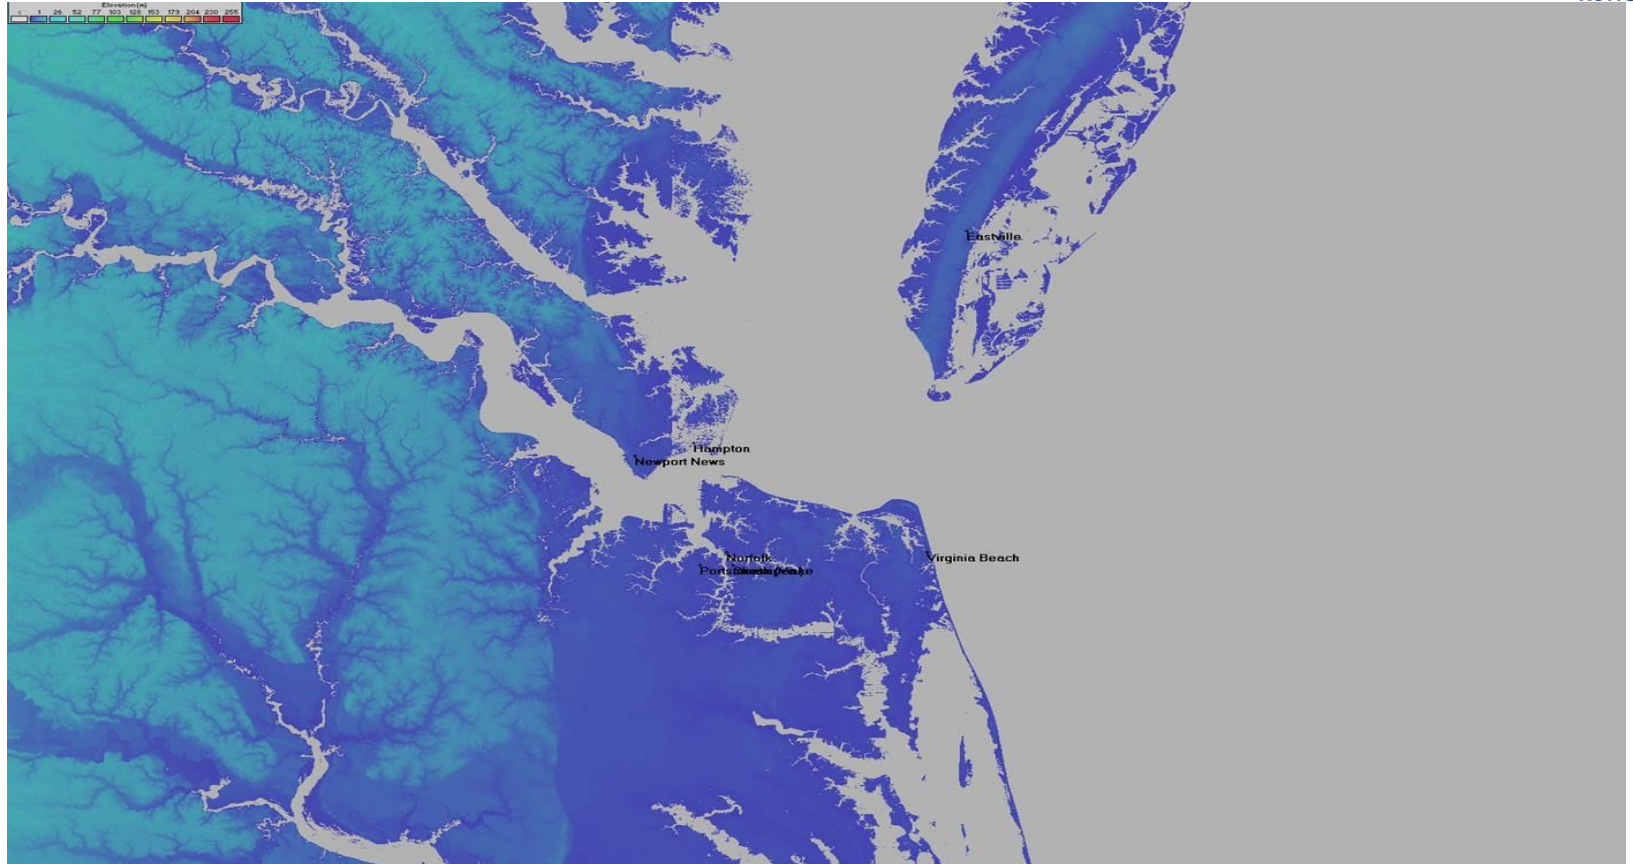 Elevation (m)
< 1 26 52 77 103 128 153 179 204 230 255
Eastville
Hampton
Newport News
Norfolk
Virginia Beach